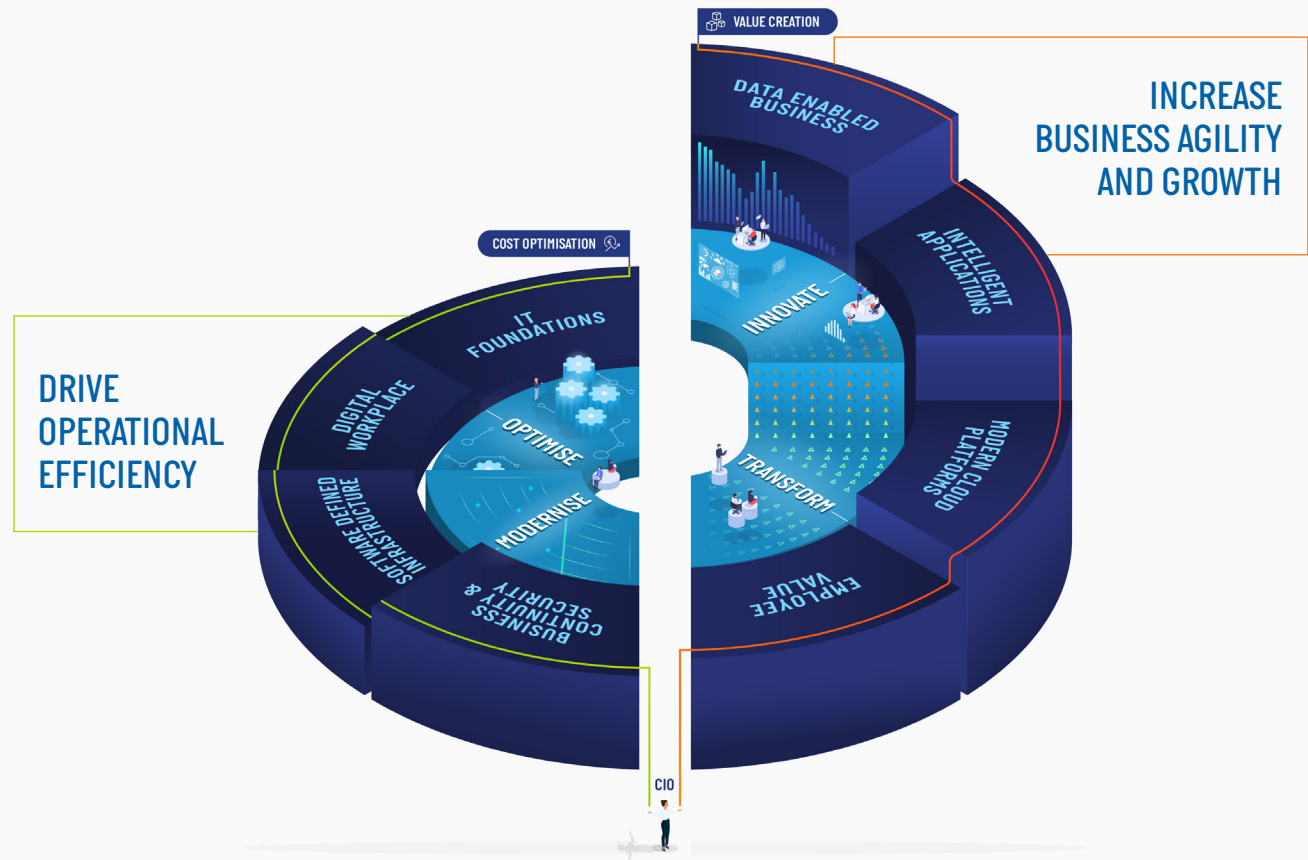 VALUE CREATION
DATA ENABLED
BUSINESS
INCREASE
BUSINESS AGILITY
AND GROWTH
INTELLIGENT
APPLICATIONS
COST OPTIMISATION
IT
FOUNDATIONS
INNOVATE
DRIVE
OPERATIONAL
EFFICIENCY
DIGITAL
WORKPLACE
OPTIMISE
MODERN CLOUD
PLATFORMS
TRANSFORM
SOFTWARE DEFINED
INFRASTRUCTURE
MODERNISE
EMPLOYEE
VALUE
BUSINESS
CONTINUITY &
SECURITY
CIO